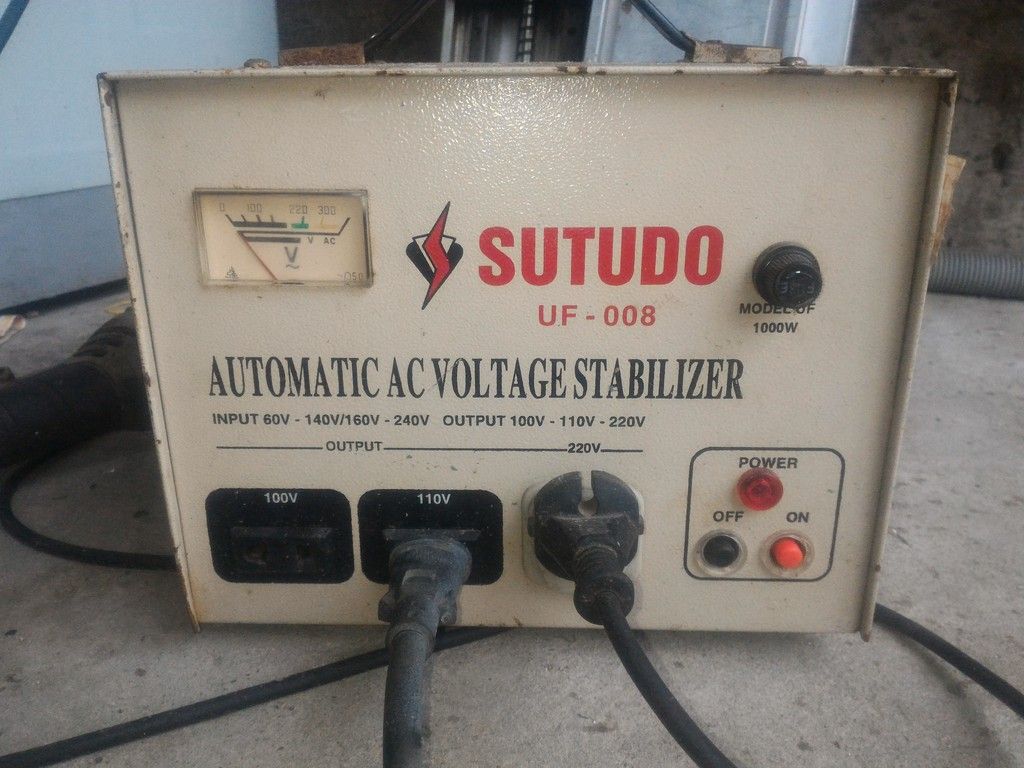 0 100 220 300
V AC
V
~
SUTUDO
UF - 008
FUSE
MODEL UF
1000W
AUTOMATIC AC VOLTAGE STABILIZER
INPUT 60V - 140V/160V - 240V OUTPUT 100V - 110V - 220V
OUTPUT 220V
100V
110V
POWER
OFF ON